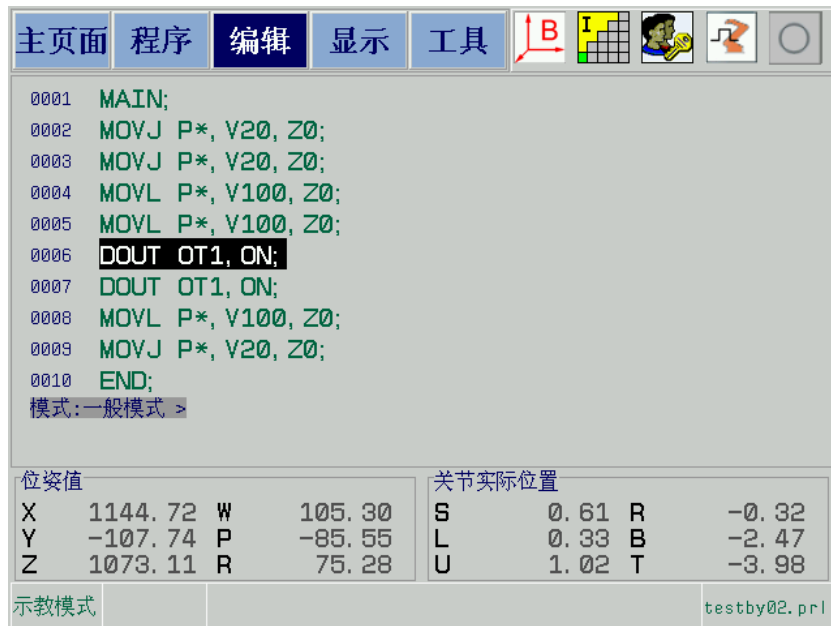 主页面 程序 编辑 显示 工具 B I
0001 MAIN;
0002 MOVJ P*, V20, Z0;
0003 MOVJ P*, V20, Z0;
0004 MOVL P*, V100, Z0;
0005 MOVL P*, V100, Z0;
0006 DOUT OT1, ON;
0007 DOUT OT1, ON;
0008 MOVL P*, V100, Z0;
0009 MOVJ P*, V20, Z0;
0010 END;
模式:一般模式 >
位姿值 关节实际位置
X 1144.72 W 105.30 S 0.61 R -0.32
Y -107.74 P -85.55 L 0.33 B -2.47
Z 1073.11 R 75.28 U 1.02 T -3.98
示教模式 testby02.prl